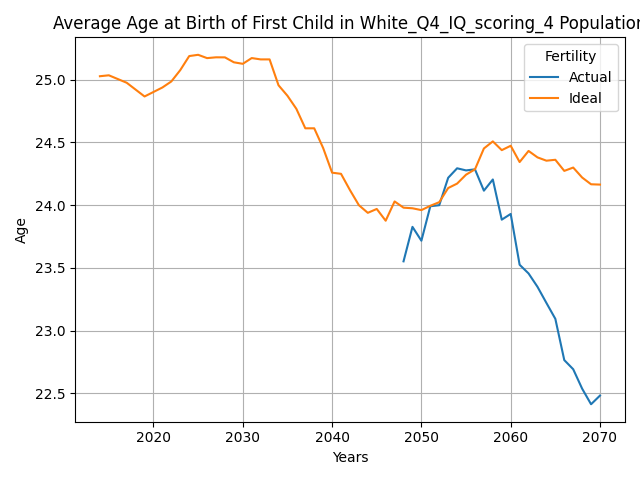 Average Age at Birth of First Child in White_Q4_IQ_scoring_4 Population
Fertility
Actual
Ideal
Age
25.0
24.5
24.0
23.5
23.0
22.5
2020 2030 2040 2050 2060 2070
Years